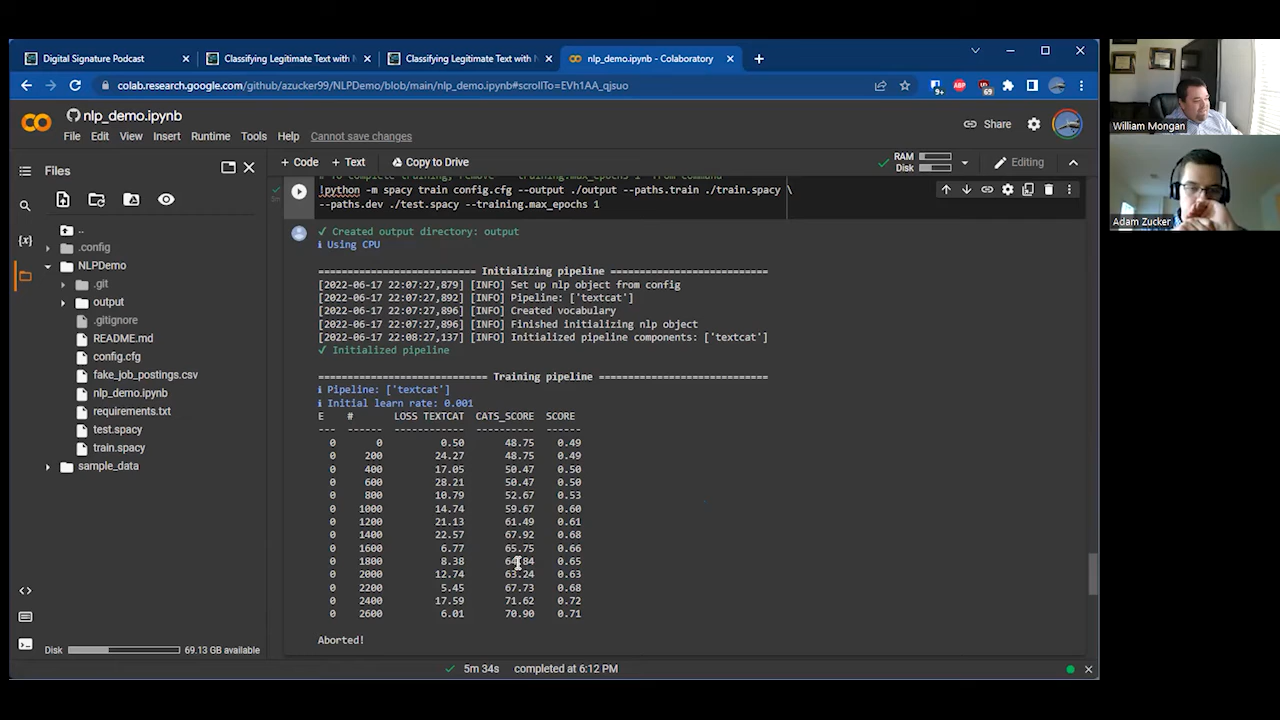 Digital Signature Podcast
Classifying Legitimate Text with
Classifying Legitimate Text with
nlp_demo.ipynb - Colaboratory
colab.research.google.com/github/azucker99/NLPDemo/blob/main/nlp_demo.ipynb#scrollTo=EVh1AA_qjsuo
9+
ABP
69
nlp_demo.ipynb
File Edit View Insert Runtime Tools Help Cannot save changes
Share
Files
+ Code + Text Copy to Drive
RAM
Disk
Editing
..
.config
NLPDemo
.git
output
.gitignore
README.md
config.cfg
fake_job_postings.csv
nlp_demo.ipynb
requirements.txt
test.spacy
train.spacy
sample_data
Disk 69.13 GB available
!python -m spacy train config.cfg --output ./output --paths.train ./train.spacy \
--paths.dev ./test.spacy --training.max_epochs 1
✓ Created output directory: output
ℹ Using CPU
=========================== Initializing pipeline ===========================
[2022-06-17 22:07:27,879] [INFO] Set up nlp object from config
[2022-06-17 22:07:27,892] [INFO] Pipeline: ['textcat']
[2022-06-17 22:07:27,896] [INFO] Created vocabulary
[2022-06-17 22:07:27,896] [INFO] Finished initializing nlp object
[2022-06-17 22:08:27,137] [INFO] Initialized pipeline components: ['textcat']
✓ Initialized pipeline
============================= Training pipeline =============================
ℹ Pipeline: ['textcat']
ℹ Initial learn rate: 0.001
E # LOSS TEXTCAT CATS_SCORE SCORE
--- ------ ------------ ---------- ------
0 0 0.50 48.75 0.49
0 200 24.27 48.75 0.49
0 400 17.05 50.47 0.50
0 600 28.21 50.47 0.50
0 800 10.79 52.67 0.53
0 1000 14.74 59.67 0.60
0 1200 21.13 61.49 0.61
0 1400 22.57 67.92 0.68
0 1600 6.77 65.75 0.66
0 1800 8.38 64.84 0.65
0 2000 12.74 63.24 0.63
0 2200 5.45 67.73 0.68
0 2400 17.59 71.62 0.72
0 2600 6.01 70.90 0.71
Aborted!
✓ 5m 34s completed at 6:12 PM
William Mongan
Adam Zucker